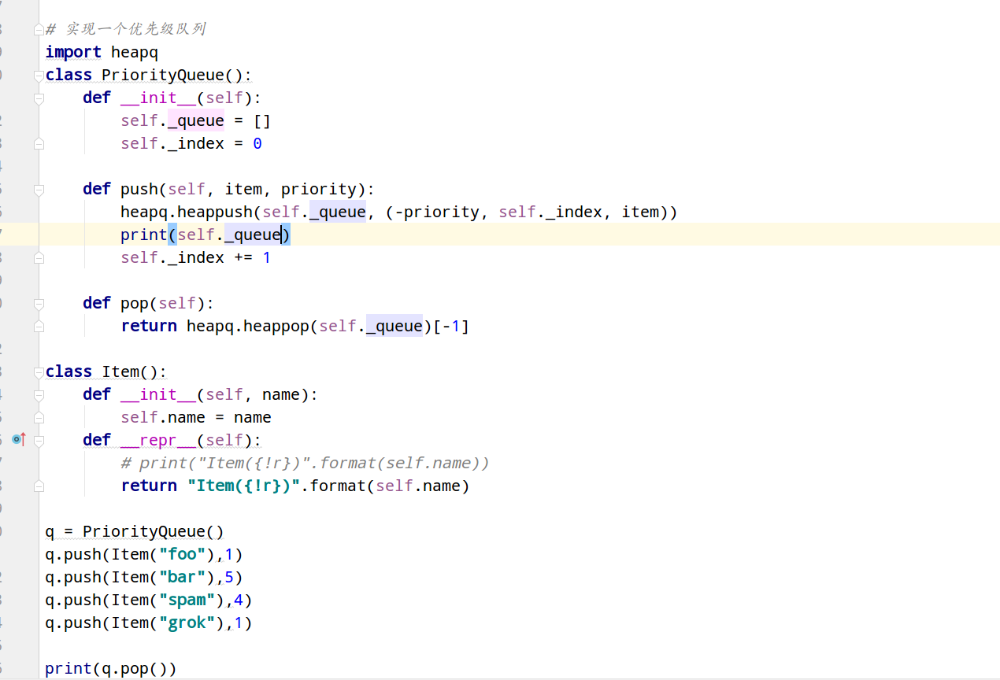 # 实现一个优先级队列
import heapq
class PriorityQueue():
    def __init__(self):
        self._queue = []
        self._index = 0
    def push(self, item, priority):
        heapq.heappush(self._queue, (-priority, self._index, item))
        print(self._queue)
        self._index += 1
    def pop(self):
        return heapq.heappop(self._queue)[-1]
class Item():
    def __init__(self, name):
        self.name = name
    def __repr__(self):
        # print("Item({!r})".format(self.name))
        return "Item({!r})".format(self.name)
q = PriorityQueue()
q.push(Item("foo"),1)
q.push(Item("bar"),5)
q.push(Item("spam"),4)
q.push(Item("grok"),1)
print(q.pop())